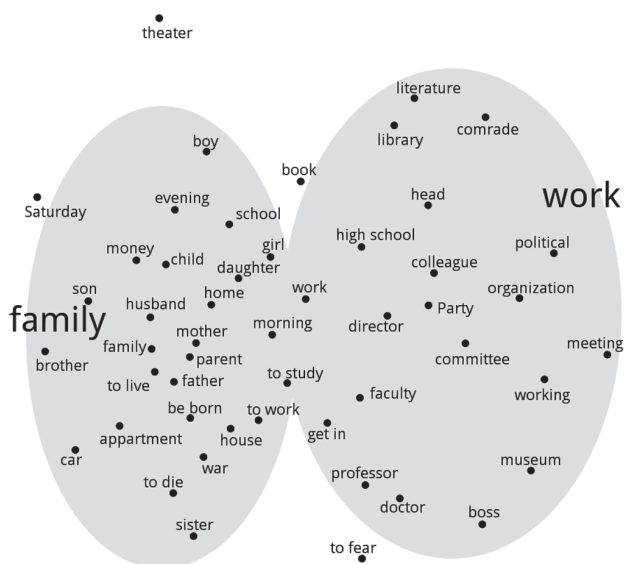 theater
literature
library
comrade
boy
book
head
work
evening
Saturday
school
high school
girl
political
money
child
daughter
colleague
son
home
work
organization
family
husband
morning
director
Party
mother
family
parent
brother
committee
meeting
to live
father
to study
faculty
working
be born
to work
appartment
house
get in
car
war
museum
to die
professor
doctor
boss
sister
to fear